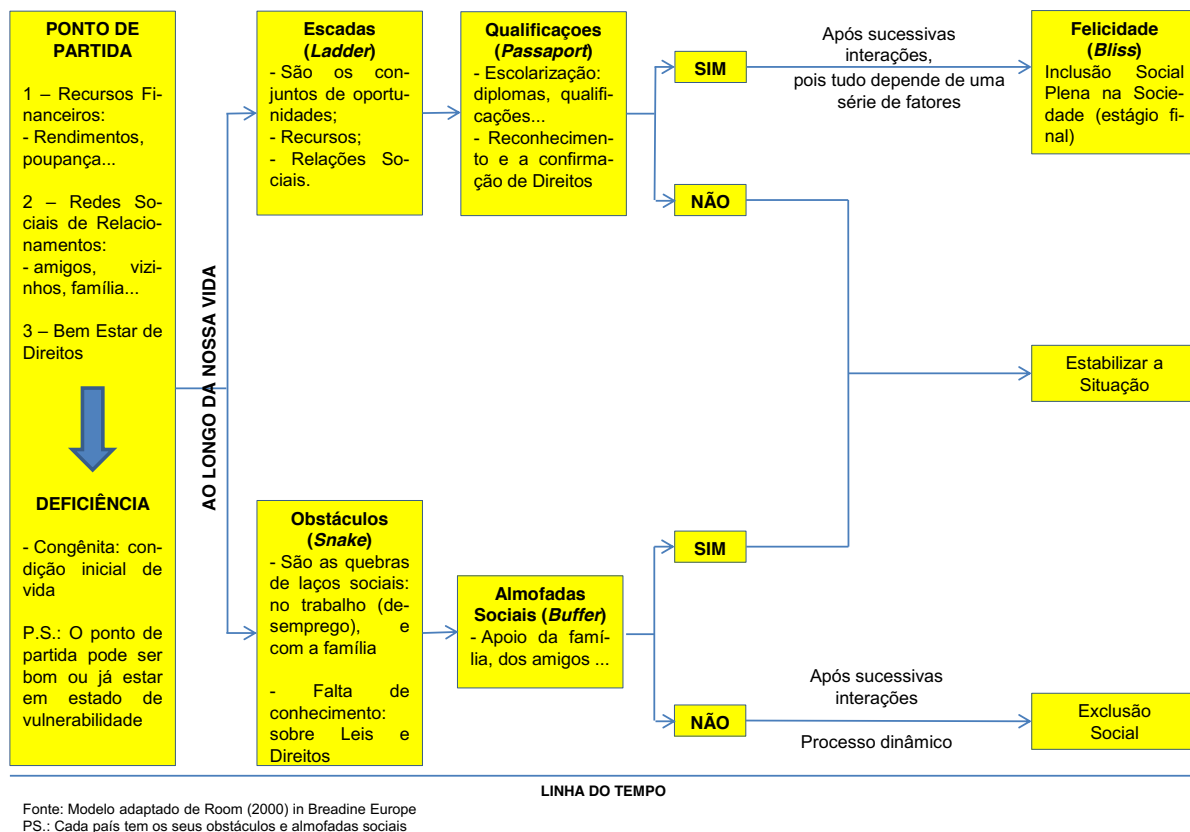 PONTO DE
PARTIDA
1 – Recursos Fi-
nanceiros:
- Rendimentos,
poupança...
2 – Redes So-
ciais de Relacio-
namentos:
- amigos, vizi-
nhos, família...
3 – Bem Estar de
Direitos
DEFICIÊNCIA
- Congênita: con-
dição inicial de
vida
P.S.: O ponto de
partida pode ser
bom ou já estar
em estado de
vulnerabilidade
AO LONGO DA NOSSA VIDA
Escadas
(Ladder)
- São os con-
juntos de oportu-
nidades;
- Recursos;
- Relações So-
ciais.
Qualificaçoes
(Passaport)
- Escolarização:
diplomas, qualifi-
cações...
- Reconhecimen-
to e a confirma-
ção de Direitos
SIM
NÃO
Após sucessivas
interações,
pois tudo depende de uma
série de fatores
Felicidade
(Bliss)
Inclusão Social
Plena na Socie-
dade (estágio fi-
nal)
Estabilizar a
Situação
Obstáculos
(Snake)
- São as quebras
de laços sociais:
no trabalho (de-
semprego), e
com a família
- Falta de
conhecimento:
sobre Leis e
Direitos
Almofadas
Sociais (Buffer)
- Apoio da famí-
lia, dos amigos ...
SIM
NÃO
Após sucessivas
interações
Processo dinâmico
Exclusão
Social
LINHA DO TEMPO
Fonte: Modelo adaptado de Room (2000) in Breadine Europe
PS.: Cada país tem os seus obstáculos e almofadas sociais